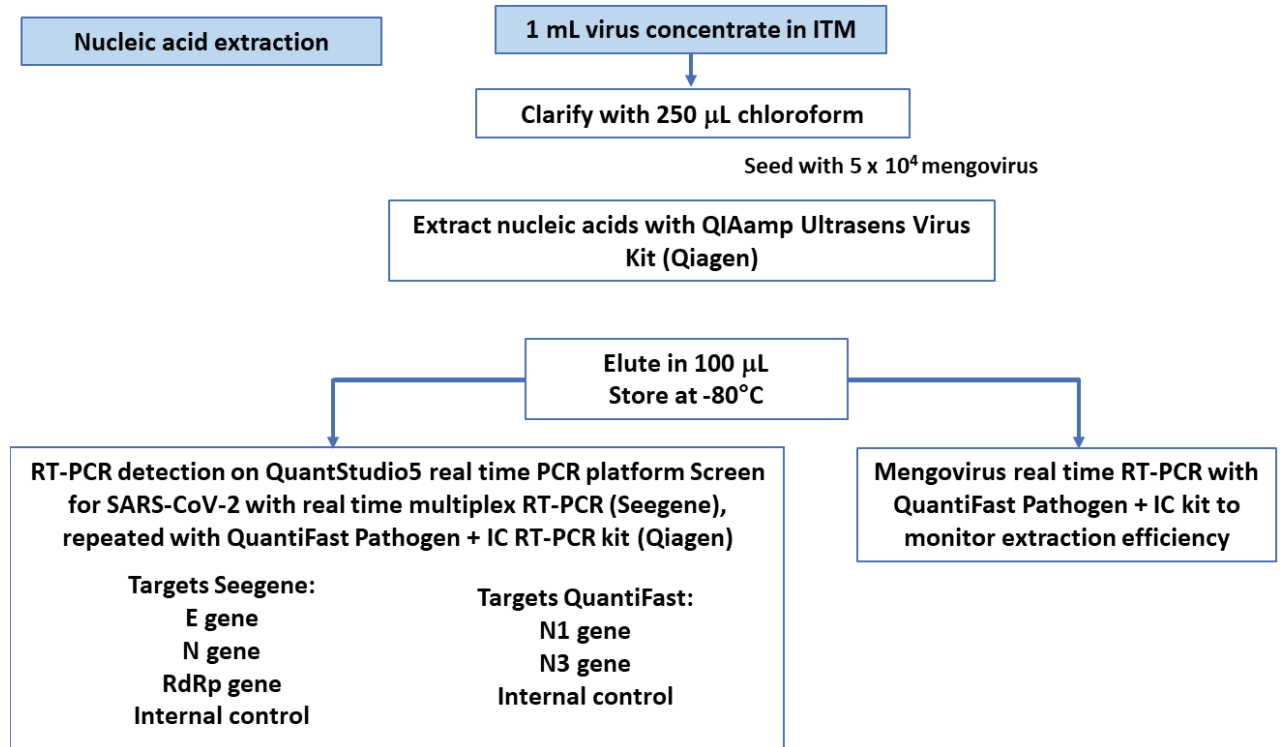 Nucleic acid extraction
1 mL virus concentrate in ITM
Clarify with 250 μL chloroform
Seed with 5 x 10⁴ mengovirus
Extract nucleic acids with QIAamp Ultrasens Virus
Kit (Qiagen)
Elute in 100 μL
Store at -80°C
RT-PCR detection on QuantStudio5 real time PCR platform Screen
for SARS-CoV-2 with real time multiplex RT-PCR (Seegene),
repeated with QuantiFast Pathogen + IC RT-PCR kit (Qiagen)
Targets Seegene:
E gene
N gene
RdRp gene
Internal control
Targets QuantiFast:
N1 gene
N3 gene
Internal control
Mengovirus real time RT-PCR with
QuantiFast Pathogen + IC kit to
monitor extraction efficiency